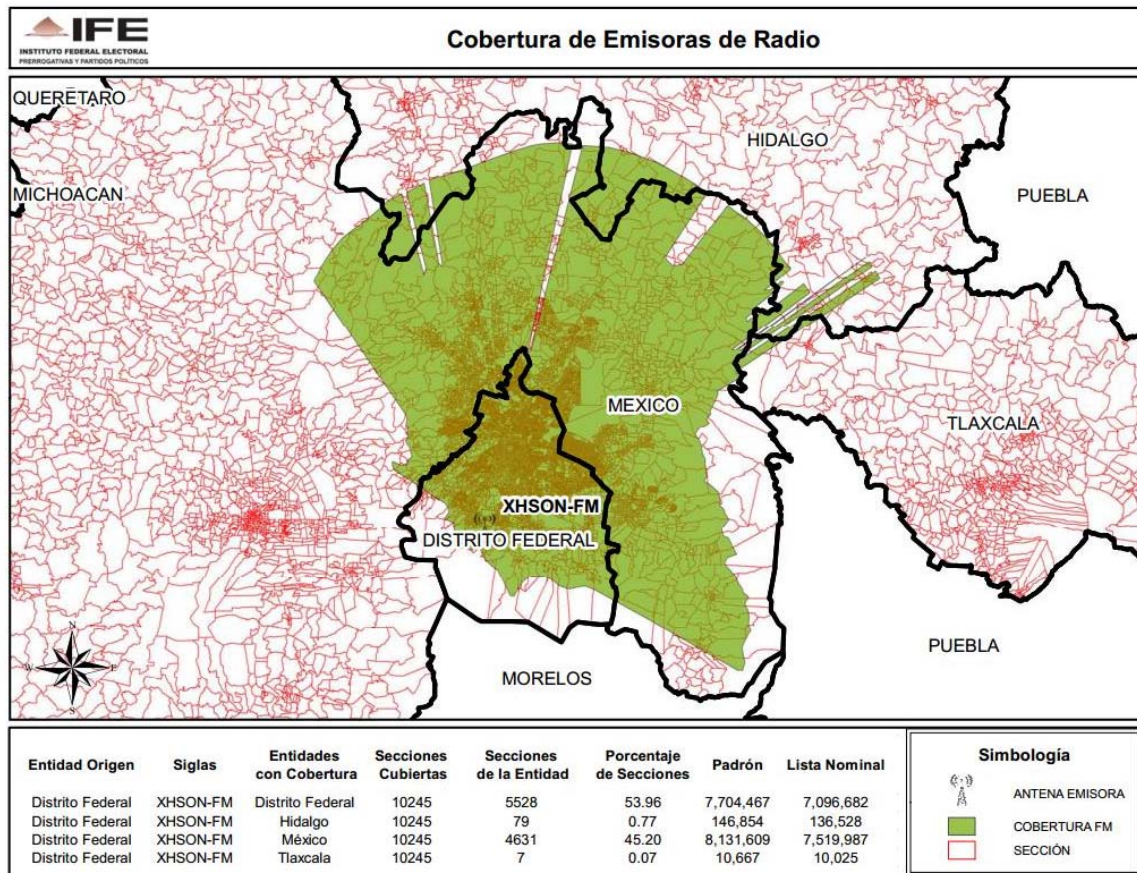 IFE
INSTITUTO FEDERAL ELECTORAL
PRERROGATIVAS Y PARTIDOS POLÍTICOS
Cobertura de Emisoras de Radio
QUERÉTARO
HIDALGO
MICHOACAN
PUEBLA
MEXICO
TLAXCALA
XHSON-FM
DISTRITO FEDERAL
PUEBLA
MORELOS
N
W E
S
Entidad Origen Siglas Entidades con Cobertura Secciones Cubiertas Secciones de la Entidad Porcentaje de Secciones Padrón Lista Nominal
Distrito Federal XHSON-FM Distrito Federal 10245 5528 53.96 7,704,467 7,096,682
Distrito Federal XHSON-FM Hidalgo 10245 79 0.77 146,854 136,528
Distrito Federal XHSON-FM México 10245 4631 45.20 8,131,609 7,519,987
Distrito Federal XHSON-FM Tlaxcala 10245 7 0.07 10,667 10,025
Simbología
ANTENA EMISORA
COBERTURA FM
SECCIÓN